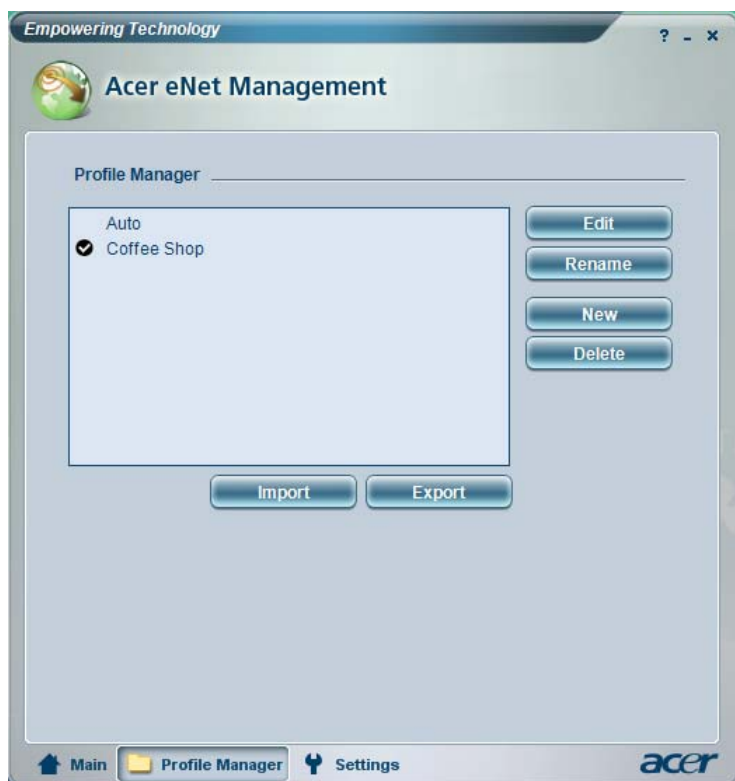 Empowering Technology
? - ×
Acer eNet Management
Profile Manager
Auto
Coffee Shop
Edit
Rename
New
Delete
Import
Export
Main
Profile Manager
Settings
acer